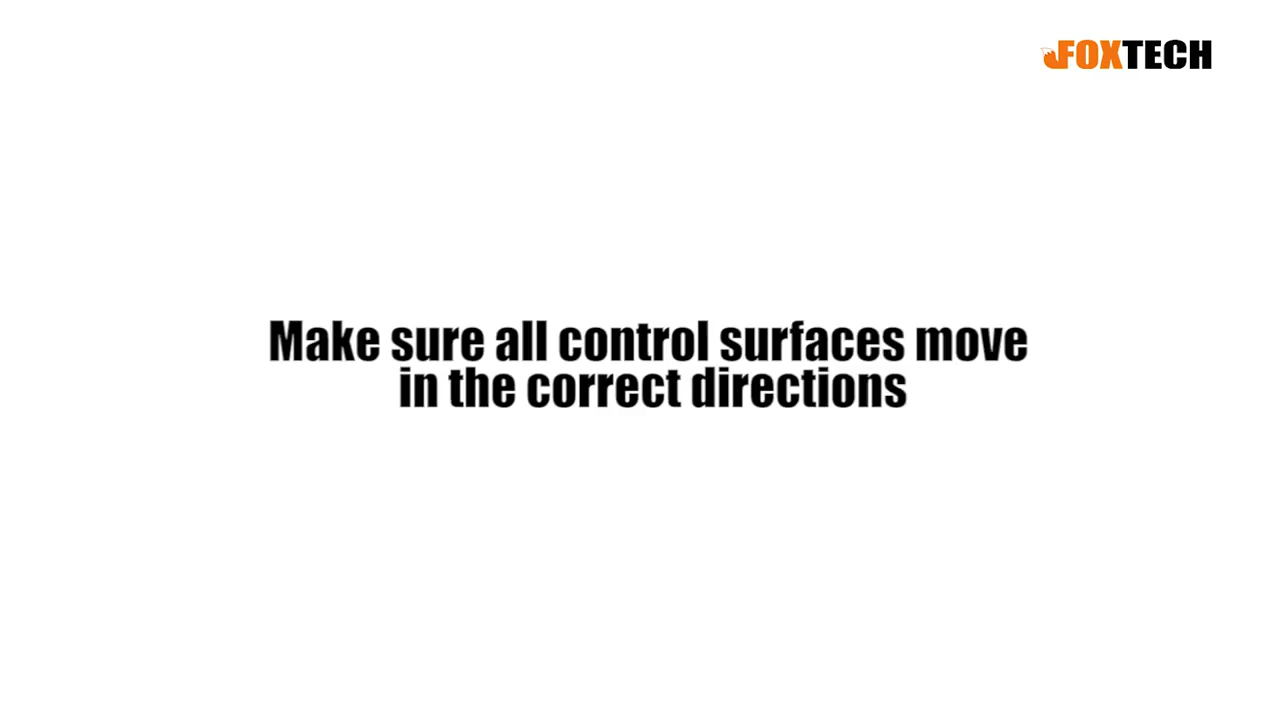 FOXTECH
Make sure all control surfaces move
in the correct directions